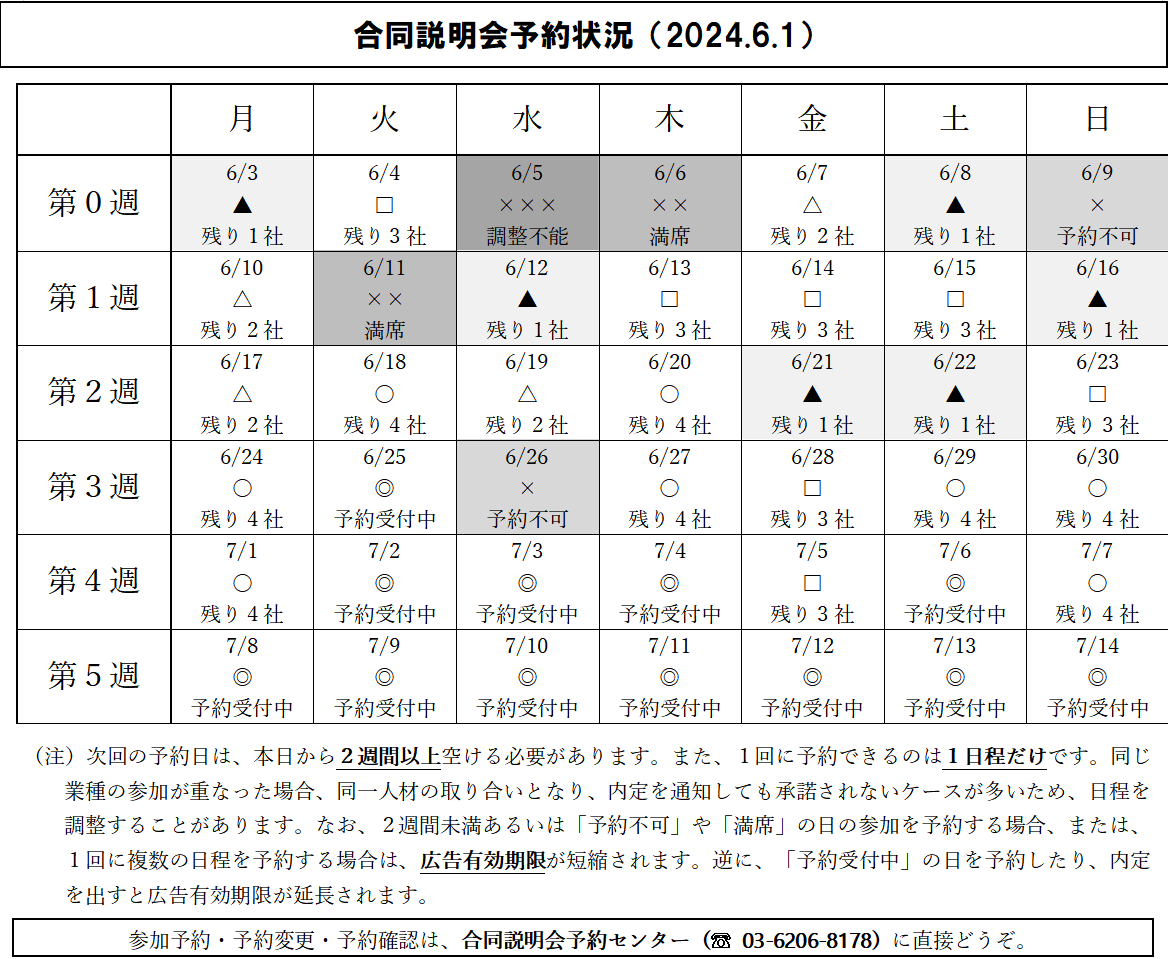 合同説明会予約状況（2024.6.1）
月 火 水 木 金 土 日
第０週
6/3 6/4 6/5 6/6 6/7 6/8 6/9
▲ □ ××× ×× △ ▲ ×
残り１社 残り３社 調整不能 満席 残り２社 残り１社 予約不可
第１週
6/10 6/11 6/12 6/13 6/14 6/15 6/16
△ ×× ▲ □ □ □ ▲
残り２社 満席 残り１社 残り３社 残り３社 残り３社 残り１社
第２週
6/17 6/18 6/19 6/20 6/21 6/22 6/23
△ ○ △ ○ ▲ ▲ □
残り２社 残り４社 残り２社 残り４社 残り１社 残り１社 残り３社
第３週
6/24 6/25 6/26 6/27 6/28 6/29 6/30
○ ◎ × ○ □ ○ ○
残り４社 予約受付中 予約不可 残り４社 残り３社 残り４社 残り４社
第４週
7/1 7/2 7/3 7/4 7/5 7/6 7/7
○ ◎ ◎ ◎ □ ◎ ○
残り４社 予約受付中 予約受付中 予約受付中 残り３社 予約受付中 残り４社
第５週
7/8 7/9 7/10 7/11 7/12 7/13 7/14
◎ ◎ ◎ ◎ ◎ ◎ ◎
予約受付中 予約受付中 予約受付中 予約受付中 予約受付中 予約受付中 予約受付中
（注）次回の予約日は、本日から２週間以上空ける必要があります。また、１回に予約できるのは１日程だけです。同じ
業種の参加が重なった場合、同一人材の取り合いとなり、内定を通知しても承諾されないケースが多いため、日程を
調整することがあります。なお、２週間未満あるいは「予約不可」や「満席」の日の参加を予約する場合、または、
１回に複数の日程を予約する場合は、広告有効期限が短縮されます。逆に、「予約受付中」の日を予約したり、内定
を出すと広告有効期限が延長されます。
参加予約・予約変更・予約確認は、合同説明会予約センター（☎ 03-6206-8178）に直接どうぞ。